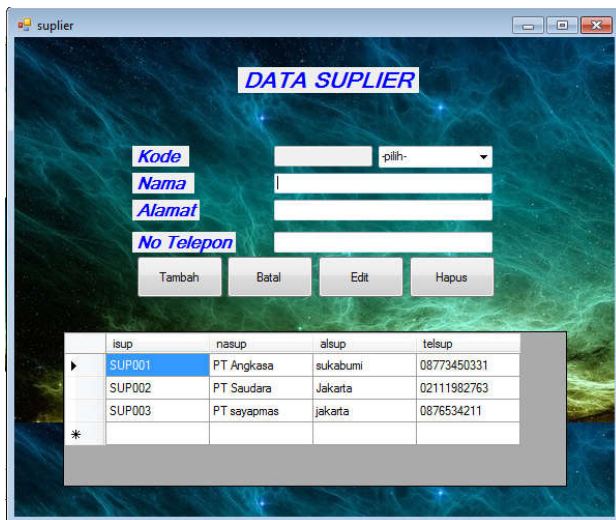 suplier
DATA SUPLIER
Kode -pilih-
Nama
Alamat
No Telepon
Tambah Batal Edit Hapus
isup nasup alsup telsup
SUP001 PT Angkasa sukabumi 08773450331
SUP002 PT Saudara Jakarta 02111982763
SUP003 PT sayapmas jakarta 0876534211